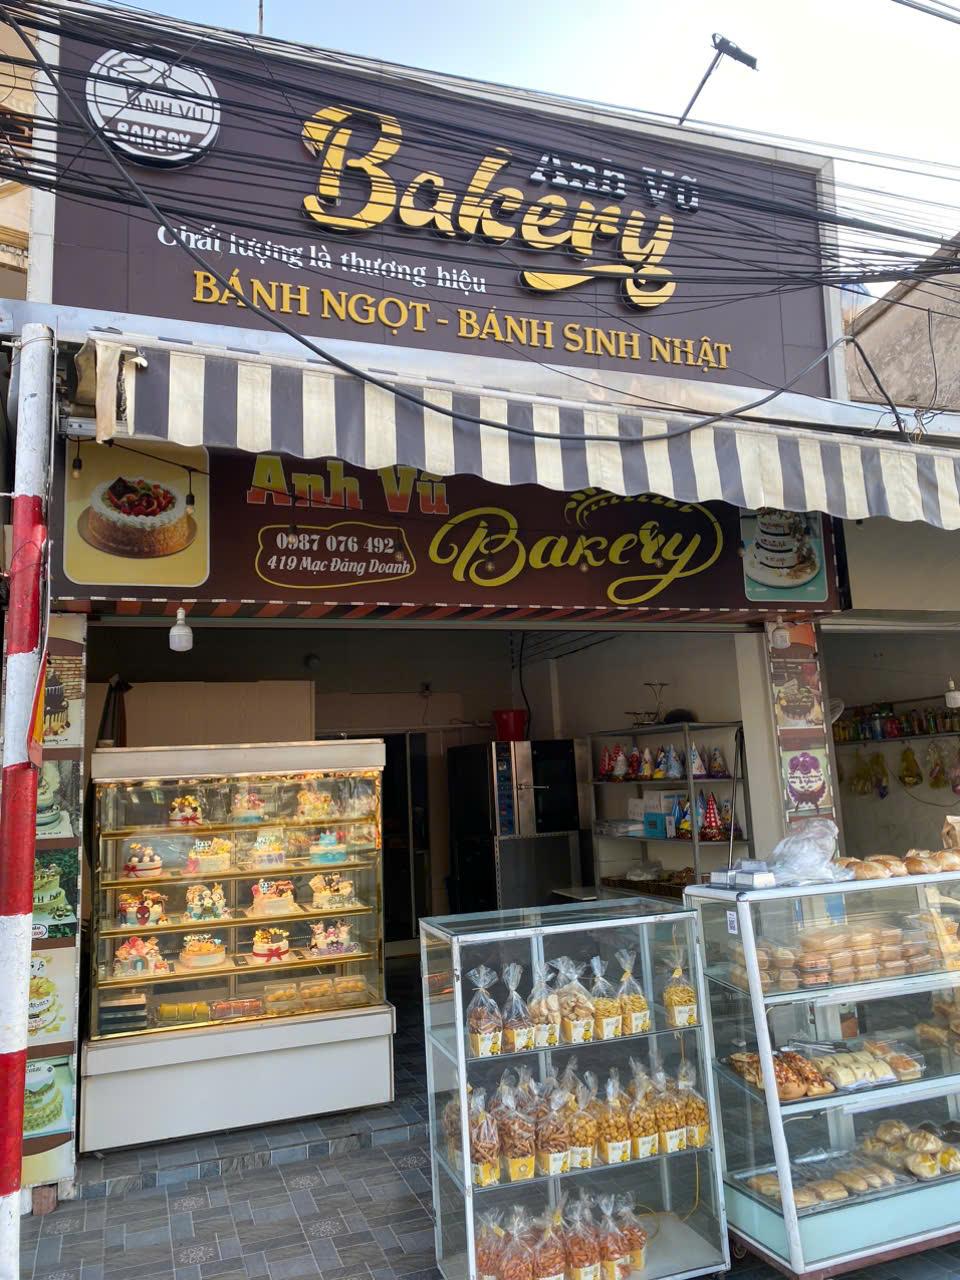 ANH VU
BAKERY
Anh Vũ
Bakery
Chất lượng là thương hiệu
BÁNH NGỌT - BÁNH SINH NHẬT
Anh Vũ
Bakery
0987 076 492
419 Mạc Đăng Doanh